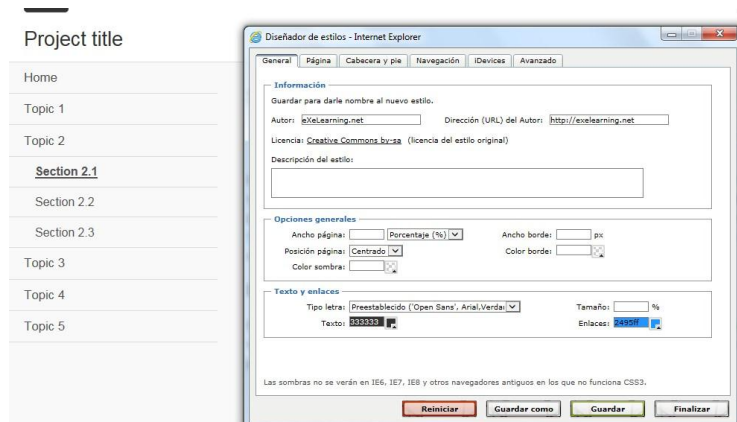 Project title
Home
Topic 1
Topic 2
Section 2.1
Section 2.2
Section 2.3
Topic 3
Topic 4
Topic 5
Diseñador de estilos - Internet Explorer
General Página Cabecera y pie Navegación iDevices Avanzado
Información
Guardar para darle nombre al nuevo estilo.
Autor: eXeLearning.net Dirección (URL) del Autor: http://exelearning.net
Licencia: Creative Commons by-sa (licencia del estilo original)
Descripción del estilo:
Opciones generales
Ancho página: Porcentaje (%) Ancho borde: px
Posición página: Centrado Color borde:
Color sombra:
Texto y enlaces
Tipo letra: Preestablecido ('Open Sans', Arial,Verda Tamaño: %
Texto: 333333 Enlaces: 2495ff
Las sombras no se verán en IE6, IE7, IE8 y otros navegadores antiguos en los que no funciona CSS3.
Reiniciar Guardar como Guardar Finalizar